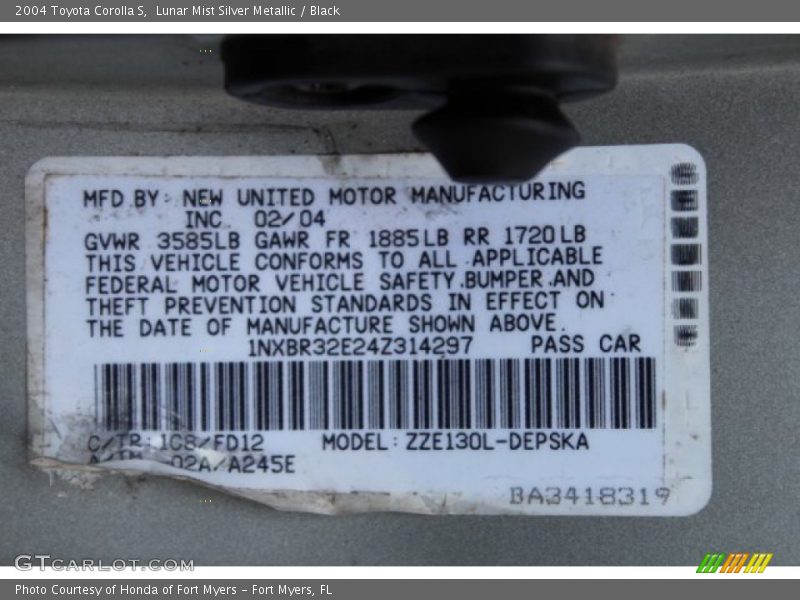 2004 Toyota Corolla S, Lunar Mist Silver Metallic / Black
MFD BY: NEW UNITED MOTOR MANUFACTURING
INC. 02/04
GVWR 3585LB GAWR FR 1885LB RR 1720LB
THIS VEHICLE CONFORMS TO ALL APPLICABLE
FEDERAL MOTOR VEHICLE SAFETY,BUMPER,AND
THEFT PREVENTION STANDARDS IN EFFECT ON
THE DATE OF MANUFACTURE SHOWN ABOVE.
1NXBR32E24Z314297 PASS CAR
C/TR:1C8/FD12 MODEL:ZZE130L-DEPSKA
02A/A245E
BA3418319
GTCARLOT.COM
Photo Courtesy of Honda of Fort Myers - Fort Myers, FL